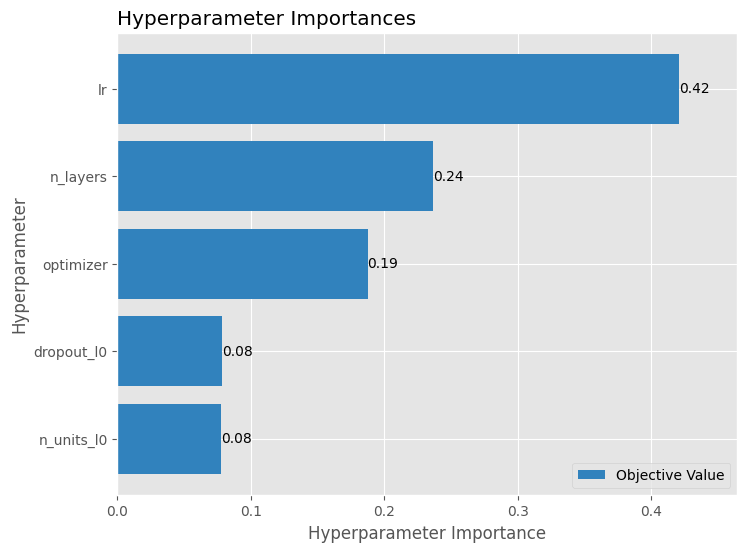 Hyperparameter Importances
lr
0.42
n_layers
0.24
optimizer
0.19
dropout_l0
0.08
n_units_l0
0.08
Objective Value
0.0 0.1 0.2 0.3 0.4
Hyperparameter Importance
Hyperparameter